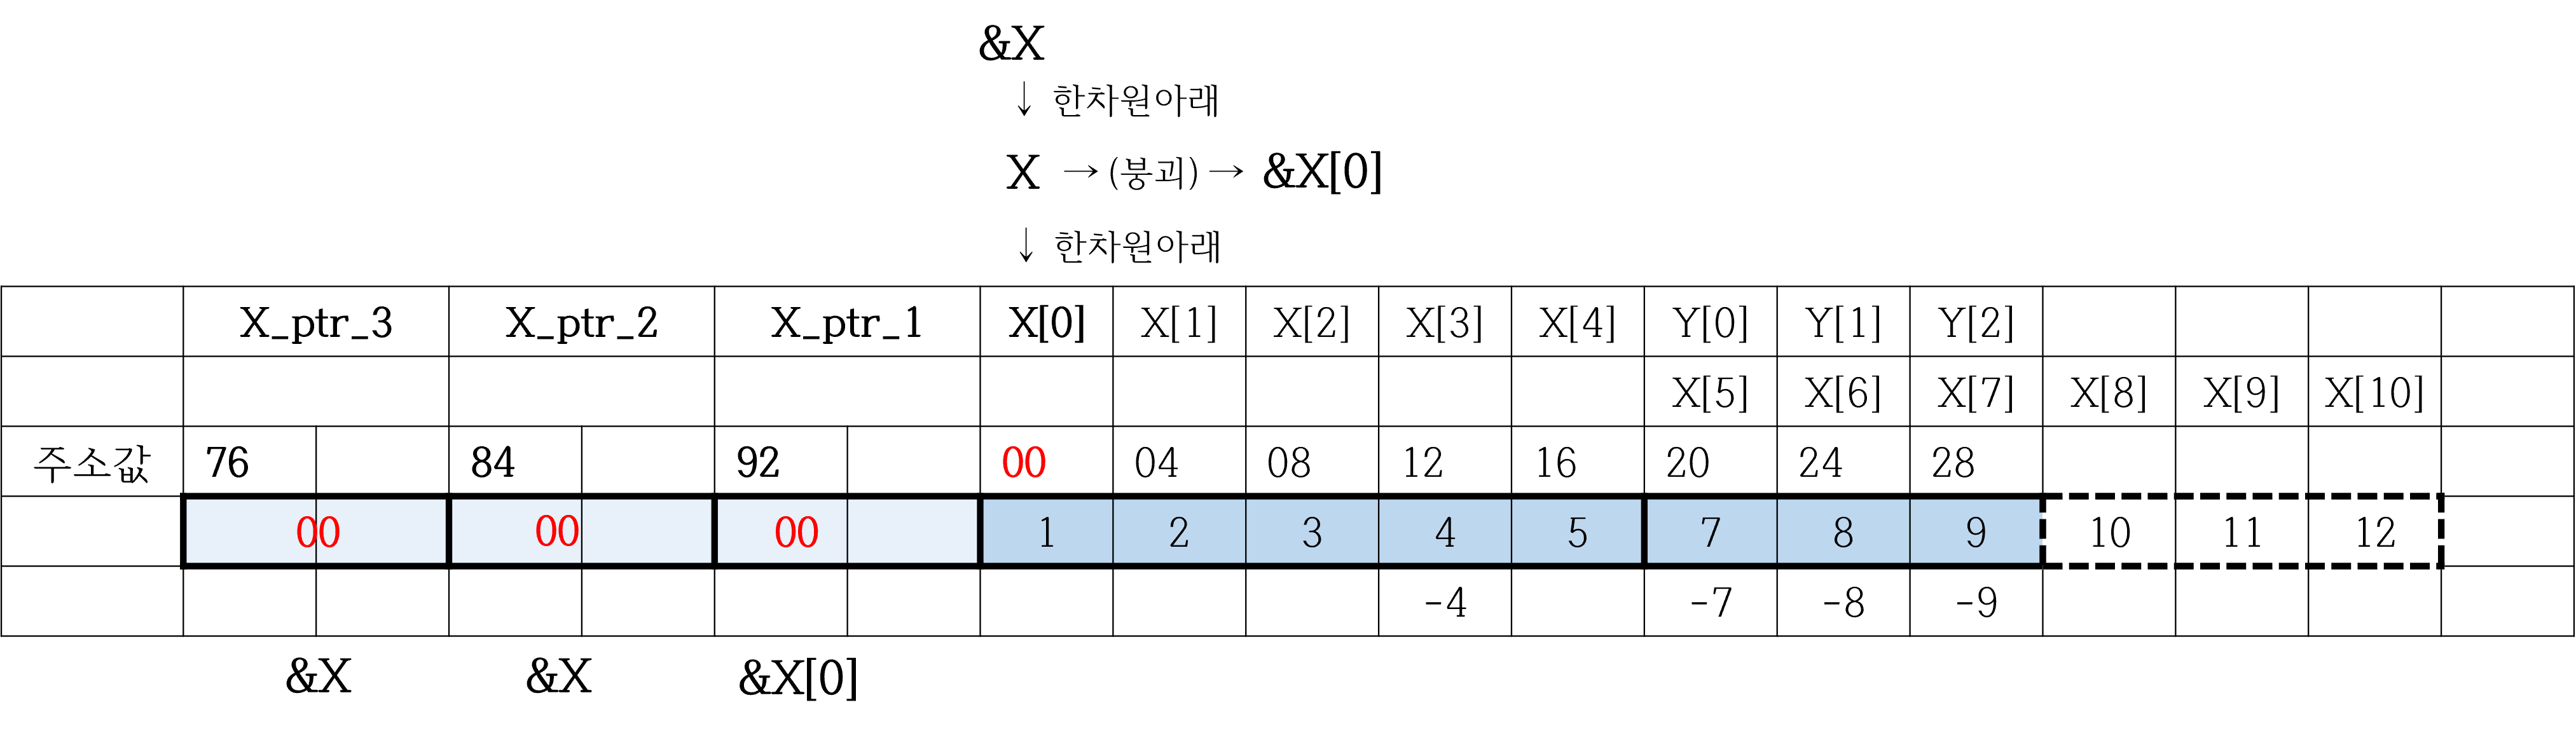 &X
↓ 한차원아래
X → (붕괴) → &X[0]
↓ 한차원아래
X_ptr_3 X_ptr_2 X_ptr_1 X[0] X[1] X[2] X[3] X[4] Y[0] Y[1] Y[2]
X[5] X[6] X[7] X[8] X[9] X[10]
주소값 76 84 92 00 04 08 12 16 20 24 28
00 00 00 1 2 3 4 5 7 8 9 10 11 12
-4 -7 -8 -9
&X &X &X[0]